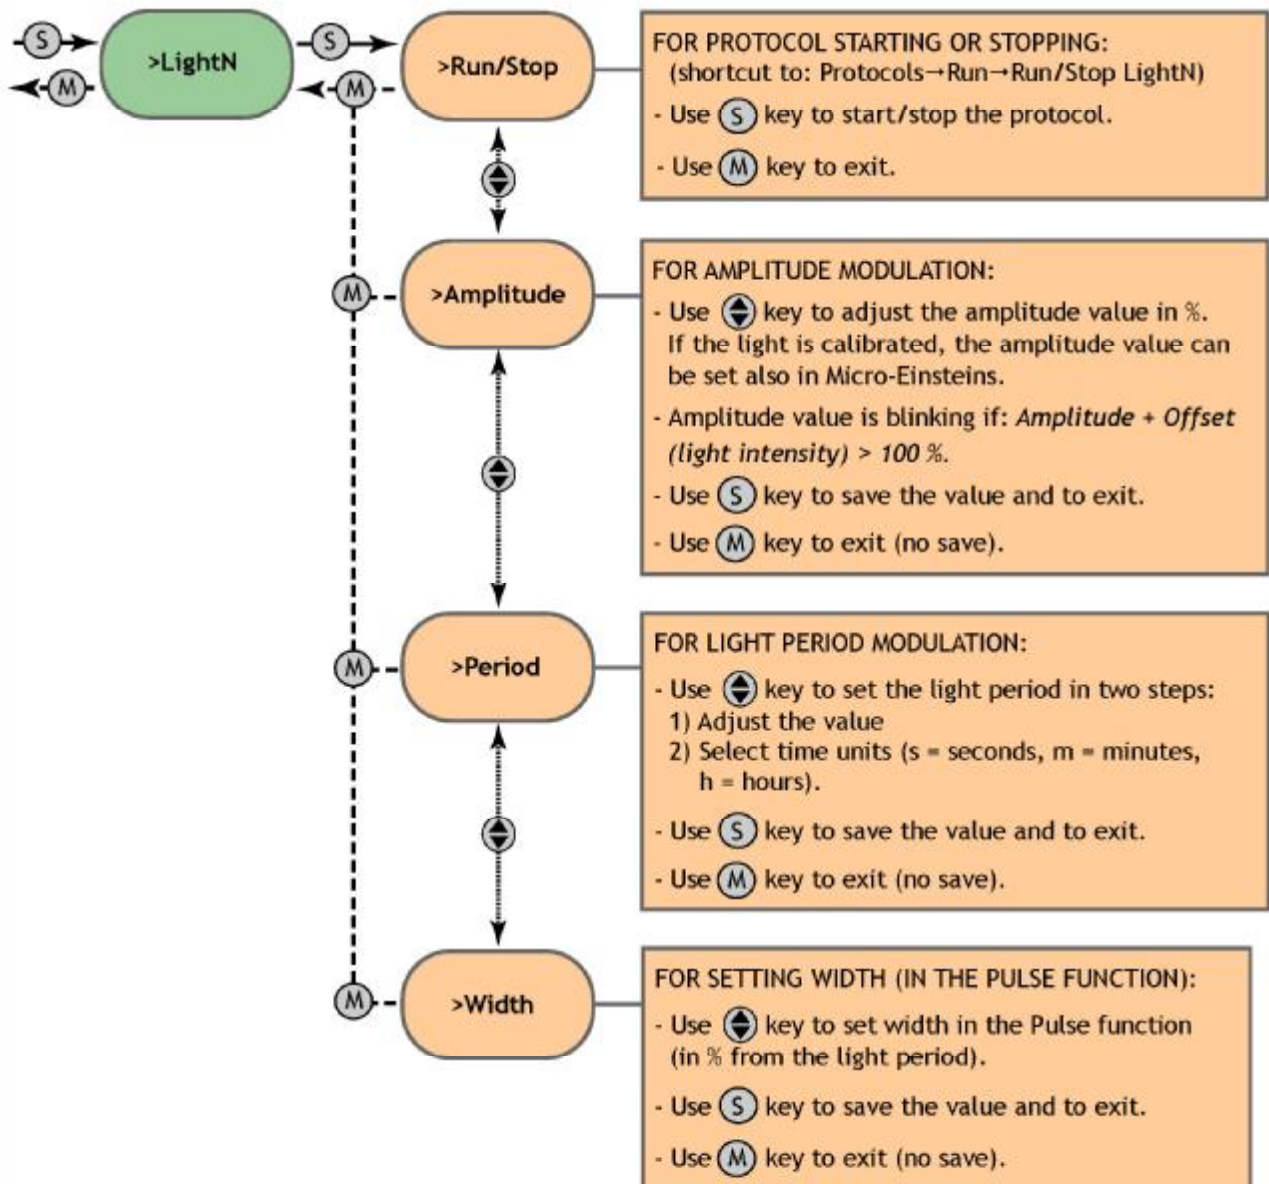 S
>LightN
S
>Run/Stop
M
M
FOR PROTOCOL STARTING OR STOPPING:
(shortcut to: Protocols→Run→Run/Stop LightN)
- Use S key to start/stop the protocol.
- Use M key to exit.
M
>Amplitude
FOR AMPLITUDE MODULATION:
- Use key to adjust the amplitude value in %.
If the light is calibrated, the amplitude value can
be set also in Micro-Einsteins.
- Amplitude value is blinking if: Amplitude + Offset
(light intensity) > 100 %.
- Use S key to save the value and to exit.
- Use M key to exit (no save).
M
>Period
FOR LIGHT PERIOD MODULATION:
- Use key to set the light period in two steps:
1) Adjust the value
2) Select time units (s = seconds, m = minutes,
h = hours).
- Use S key to save the value and to exit.
- Use M key to exit (no save).
M
>Width
FOR SETTING WIDTH (IN THE PULSE FUNCTION):
- Use key to set width in the Pulse function
(in % from the light period).
- Use S key to save the value and to exit.
- Use M key to exit (no save).